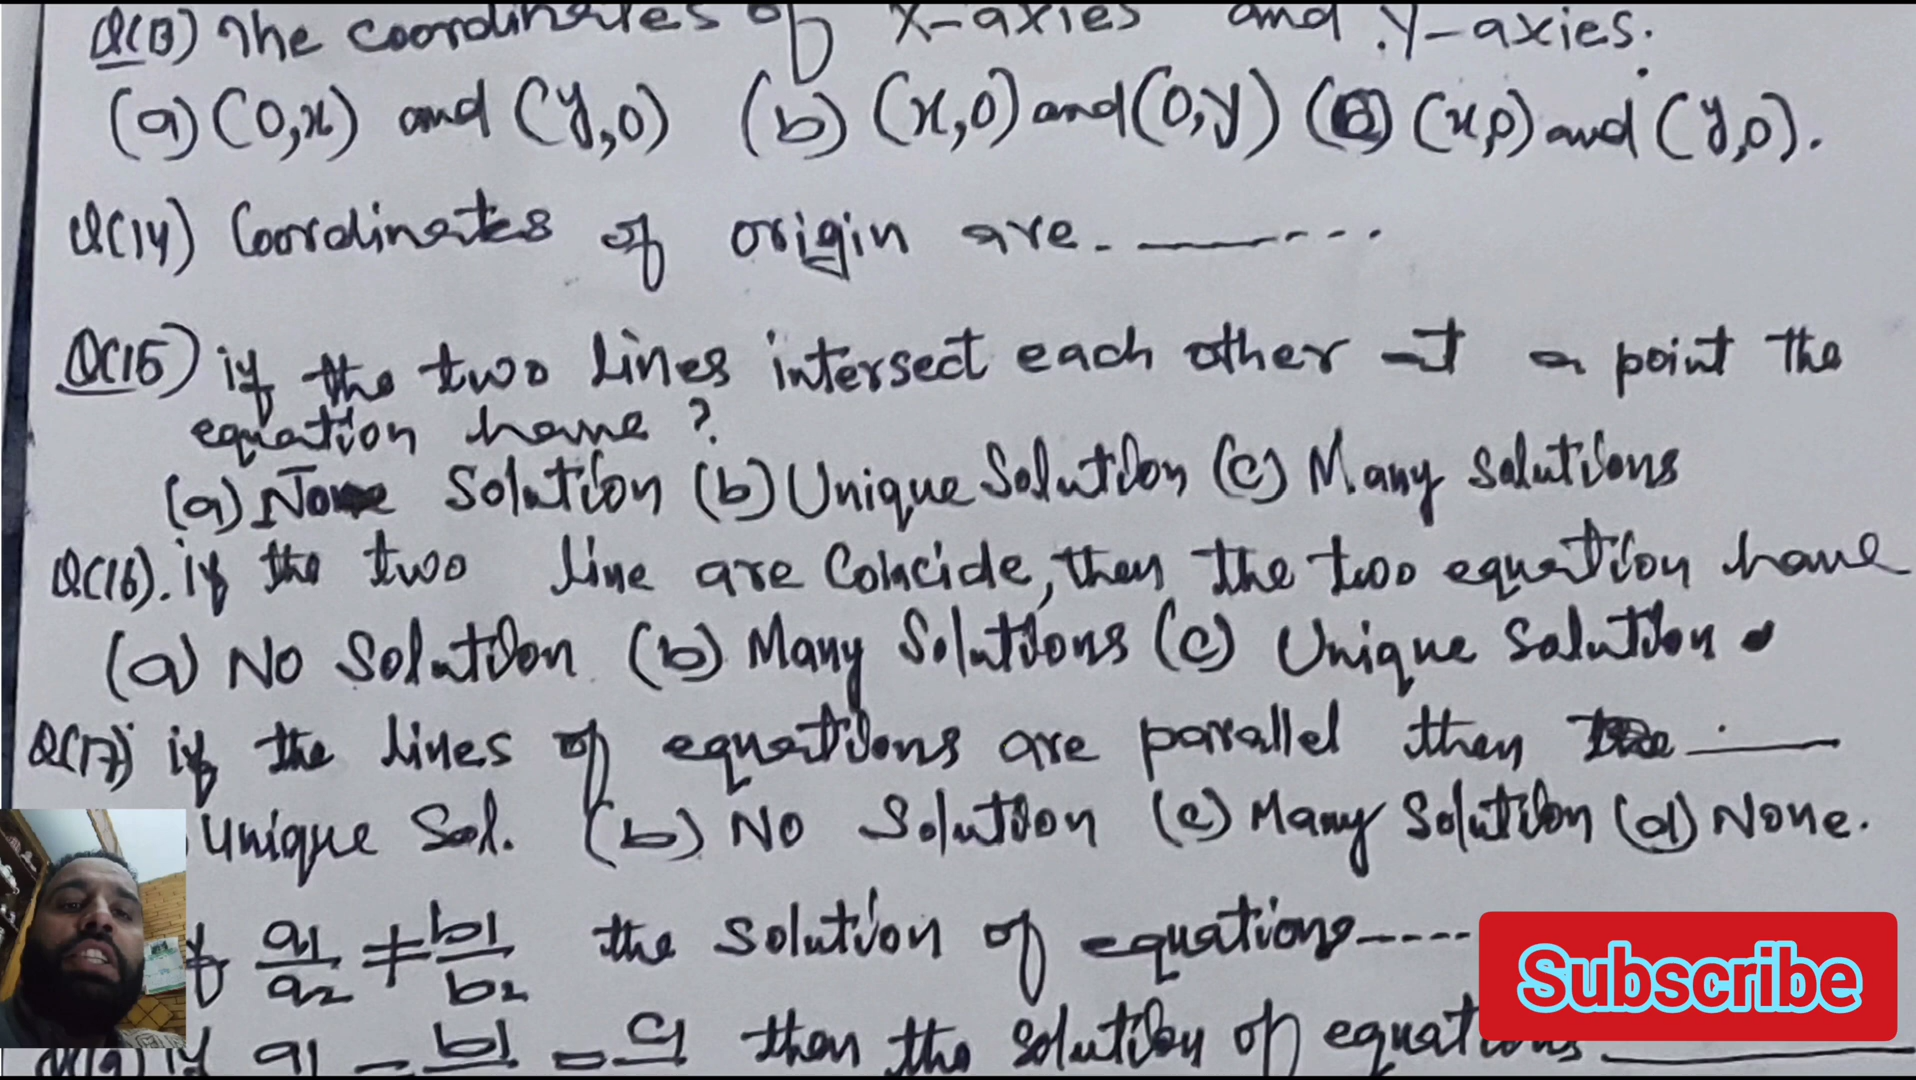 Q(13) The coordinates of X-axies and Y-axies.
(a) (0,x) and (y,0) (b) (x,0) and (0,y) (C) (x,0) and (y,0).
Q(14) Coordinates of origin are. ———---
Q(15) if the two lines intersect each other at a point the
equation have ?
(a) No Solution (b) Unique Solution (c) Many Solutions
Q(16). if the two line are Coincide, then the two equation have
(a) No Solution (b) Many Solutions (c) Unique Solution.
Q(17) if the lines of equations are parallel then ———
Unique Sol. (b) No Solution (c) Many Solution (d) None.
if a1/a2 ≠ b1/b2 the solution of equations-----
Q(19) if a1 = b1 = c1 then the solution of equations ———
Subscribe